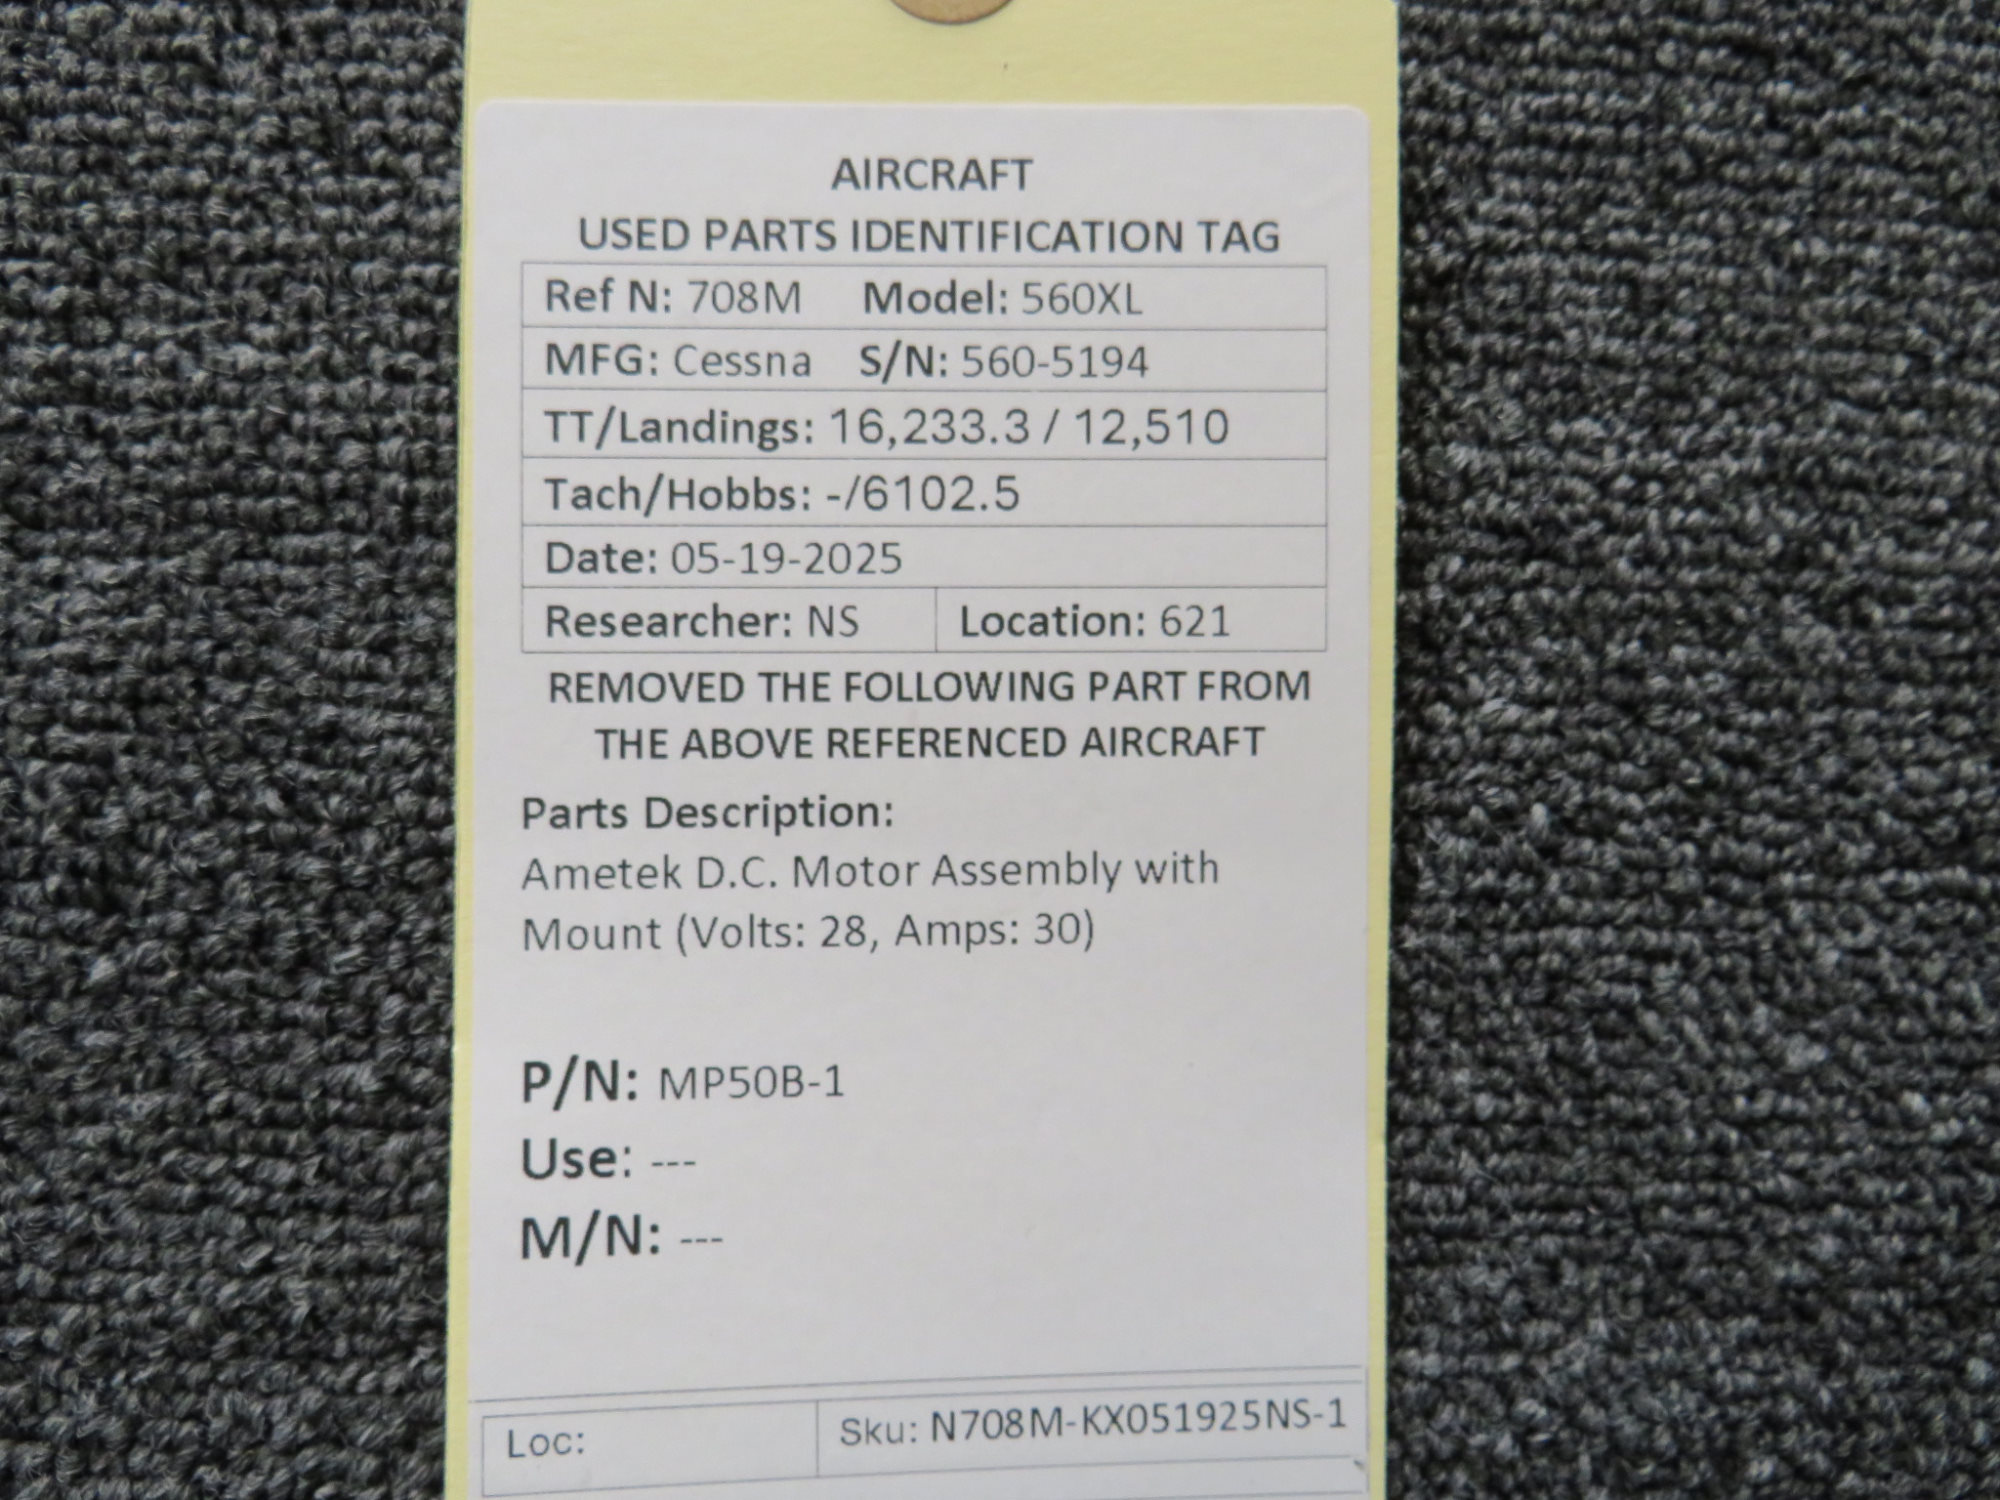 AIRCRAFT
USED PARTS IDENTIFICATION TAG
Ref N: 708M Model: 560XL
MFG: Cessna S/N: 560-5194
TT/Landings: 16,233.3 / 12,510
Tach/Hobbs: -/6102.5
Date: 05-19-2025
Researcher: NS Location: 621
REMOVED THE FOLLOWING PART FROM
THE ABOVE REFERENCED AIRCRAFT
Parts Description:
Ametek D.C. Motor Assembly with
Mount (Volts: 28, Amps: 30)
P/N: MP50B-1
Use: ---
M/N: ---
Loc: Sku: N708M-KX051925NS-1